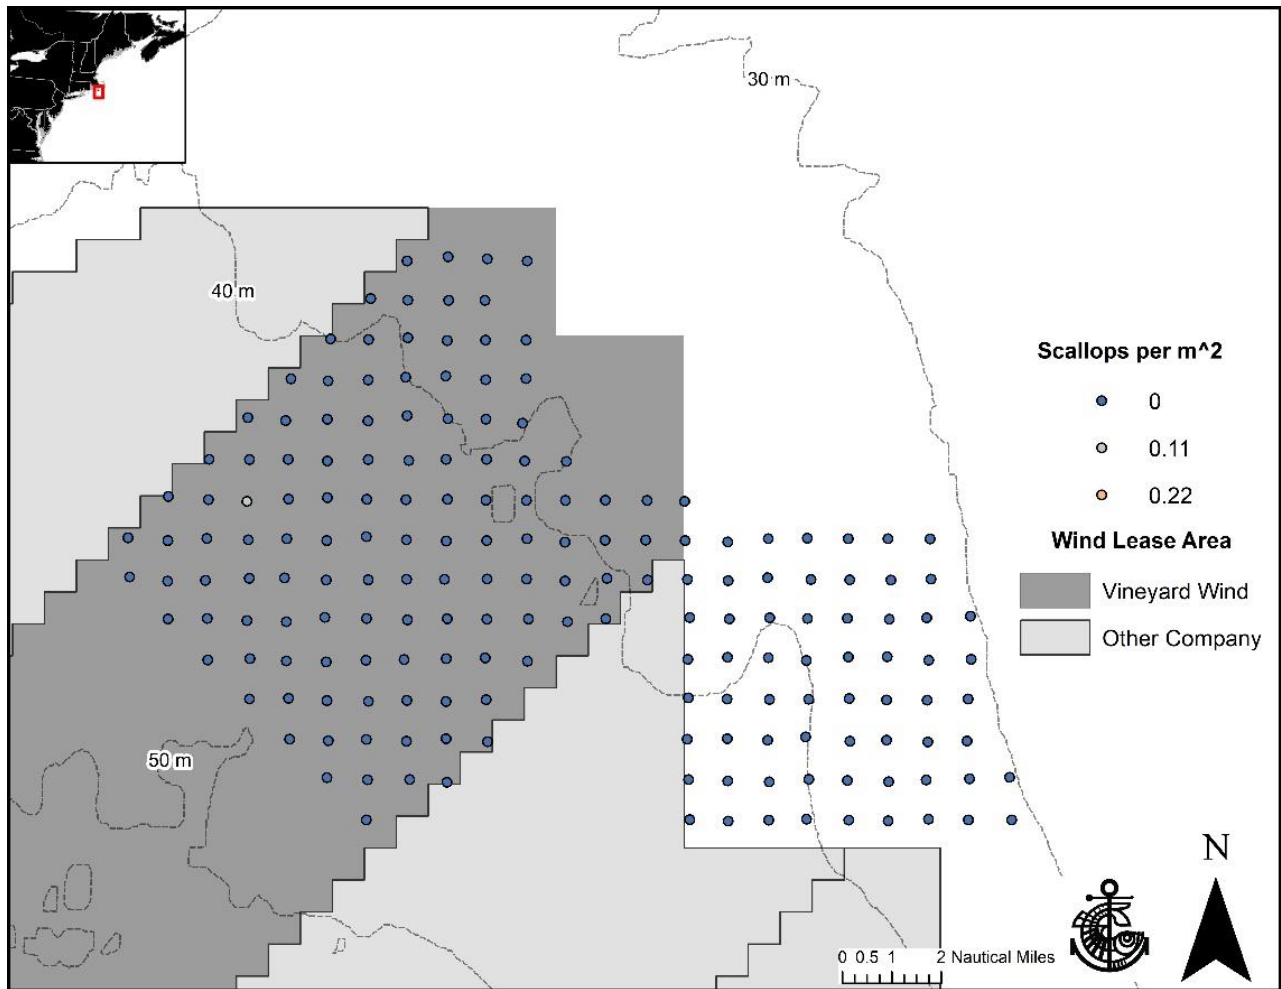 30 m
40 m
Scallops per m^2
0
0.11
0.22
Wind Lease Area
Vineyard Wind
Other Company
50 m
N
0 0.5 1 2 Nautical Miles